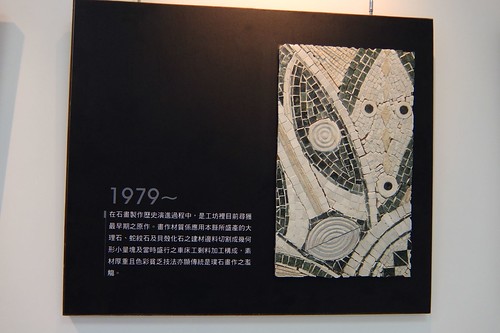 1979~
在石畫製作歷史演進過程中，是工坊裡目前尋獲
最早期之原作。畫作材質係應用本縣所盛產的大
理石、蛇紋石及貝殼化石之建材邊料切割成幾何
形小量塊及當時盛行之車床工剩料加工構成。素
材厚重且色彩貧乏技法亦顯傳統是璞石畫作之濫
觴。